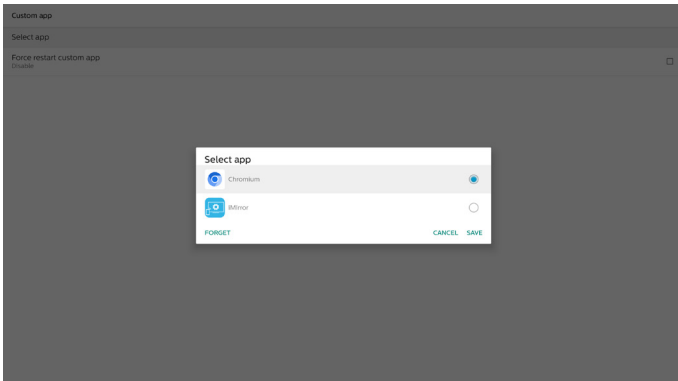 Custom app
Select app
Force restart custom app
Disable
Select app
Chromium
iMirror
FORGET
CANCEL SAVE